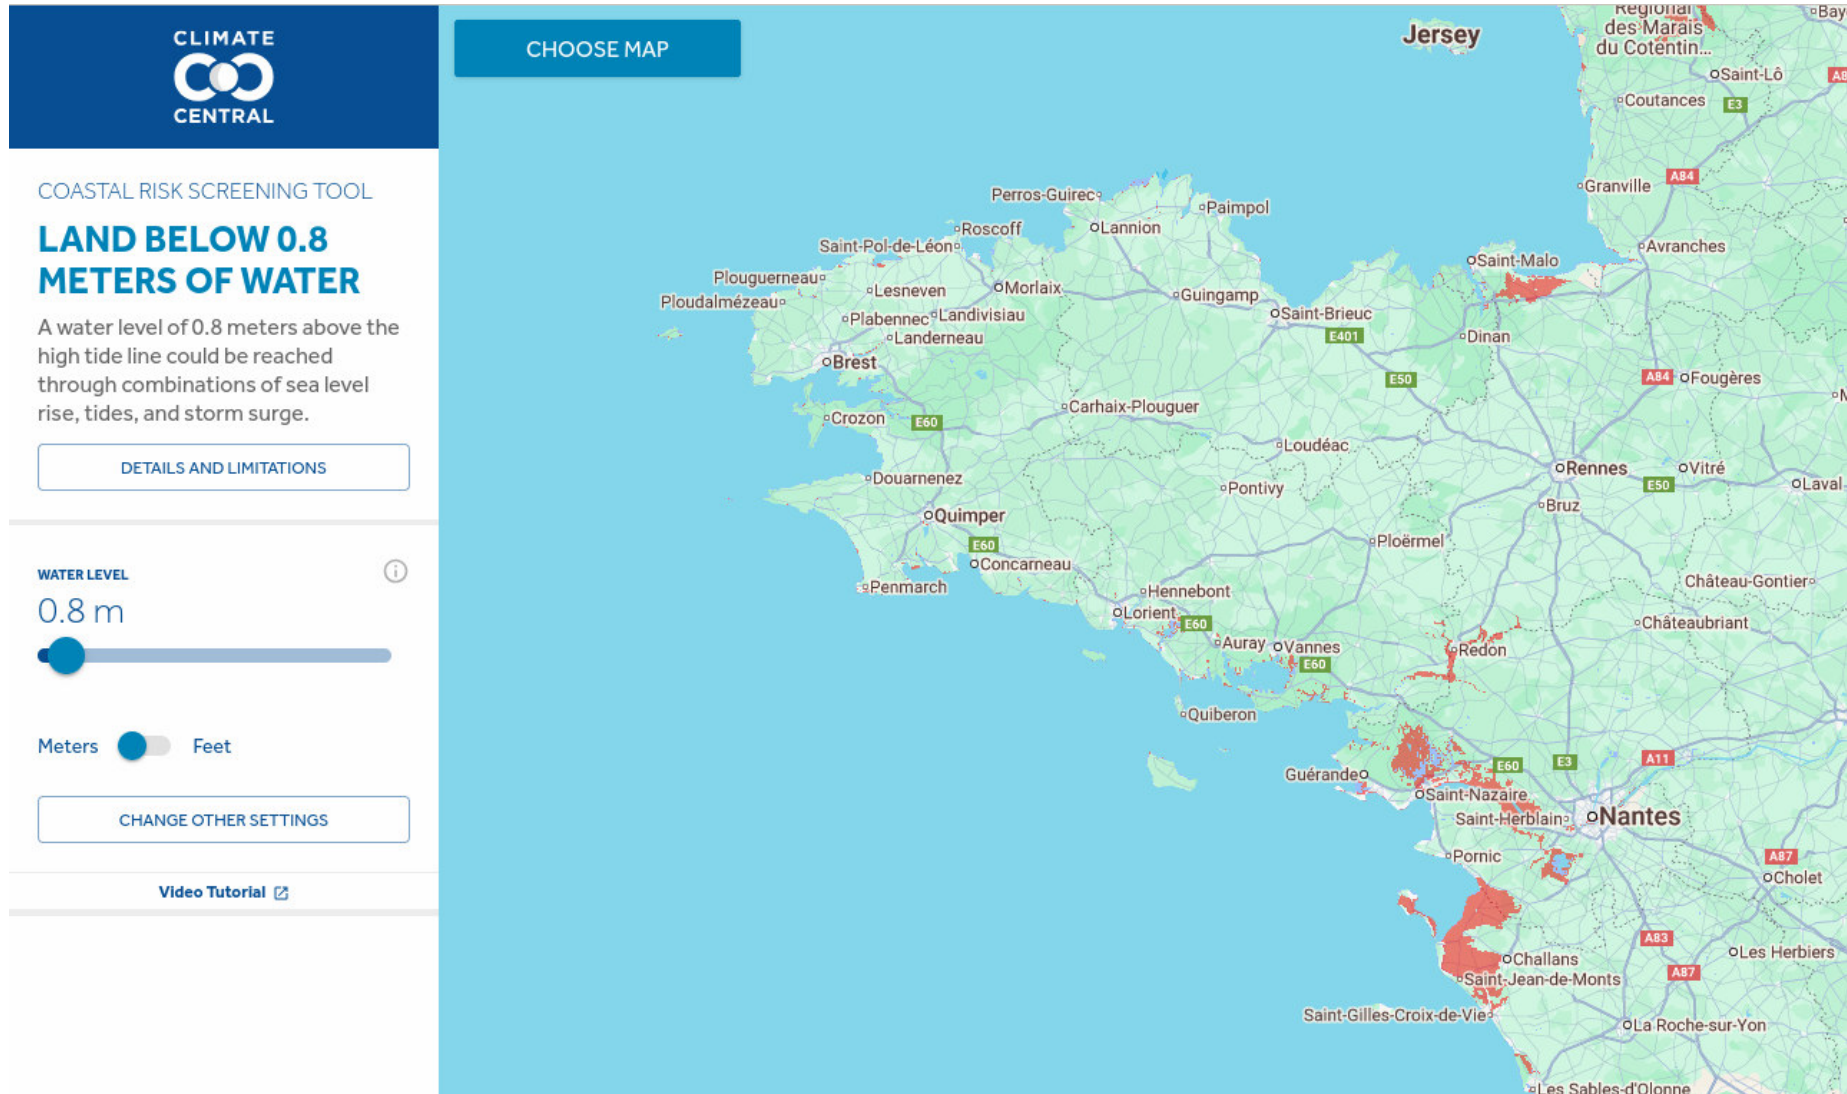 CLIMATE
CENTRAL
COASTAL RISK SCREENING TOOL
LAND BELOW 0.8
METERS OF WATER
A water level of 0.8 meters above the
high tide line could be reached
through combinations of sea level
rise, tides, and storm surge.
DETAILS AND LIMITATIONS
WATER LEVEL
0.8 m
Meters
Feet
CHANGE OTHER SETTINGS
Video Tutorial
CHOOSE MAP
Jersey
Régional
des Marais
du Cotentin...
Bay
Saint-Lô
A8
Coutances
E3
A84
Granville
Perros-Guirec
Paimpol
Roscoff
Lannion
Saint-Pol-de-Léon
Avranches
Saint-Malo
Plouguerneau
Lesneven
Morlaix
Guingamp
Ploudalmézeau
Plabennec
Landivisiau
Saint-Brieuc
Landerneau
E401
Dinan
Brest
E50
A84
Fougères
Carhaix-Plouguer
Crozon
E60
Loudéac
Rennes
Vitré
Douarnenez
E50
Laval
Pontivy
Bruz
Quimper
E60
Ploërmel
Concarneau
Penmarch
Château-Gontier
Hennebont
Lorient
E60
Châteaubriant
Auray
Vannes
Redon
E60
Quiberon
A11
E3
E60
Guérande
Saint-Nazaire
Saint-Herblain
Nantes
Pornic
A87
Cholet
A83
Les Herbiers
Challans
A87
Saint-Jean-de-Monts
Saint-Gilles-Croix-de-Vie
La Roche-sur-Yon
Les Sables-d'Olonne